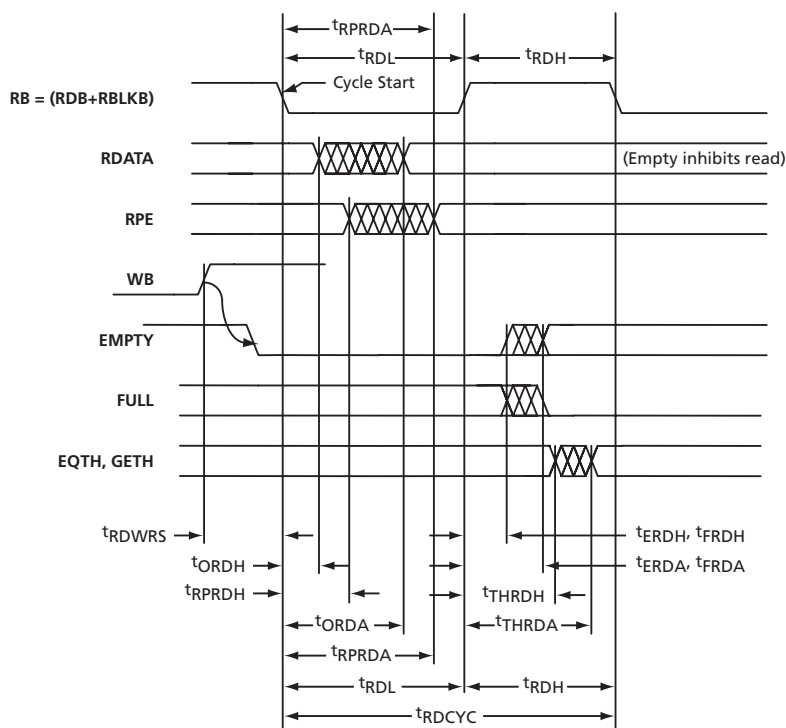 tRPRDA
tRDL tRDH
Cycle Start
RB = (RDB+RBLKB)
RDATA (Empty inhibits read)
RPE
WB
EMPTY
FULL
EQTH, GETH
tRDWRS tERDH, tFRDH
tORDH tERDA, tFRDA
tRPRDH tTHRDH
tORDA tTHRDA
tRPRDA
tRDL tRDH
tRDCYC